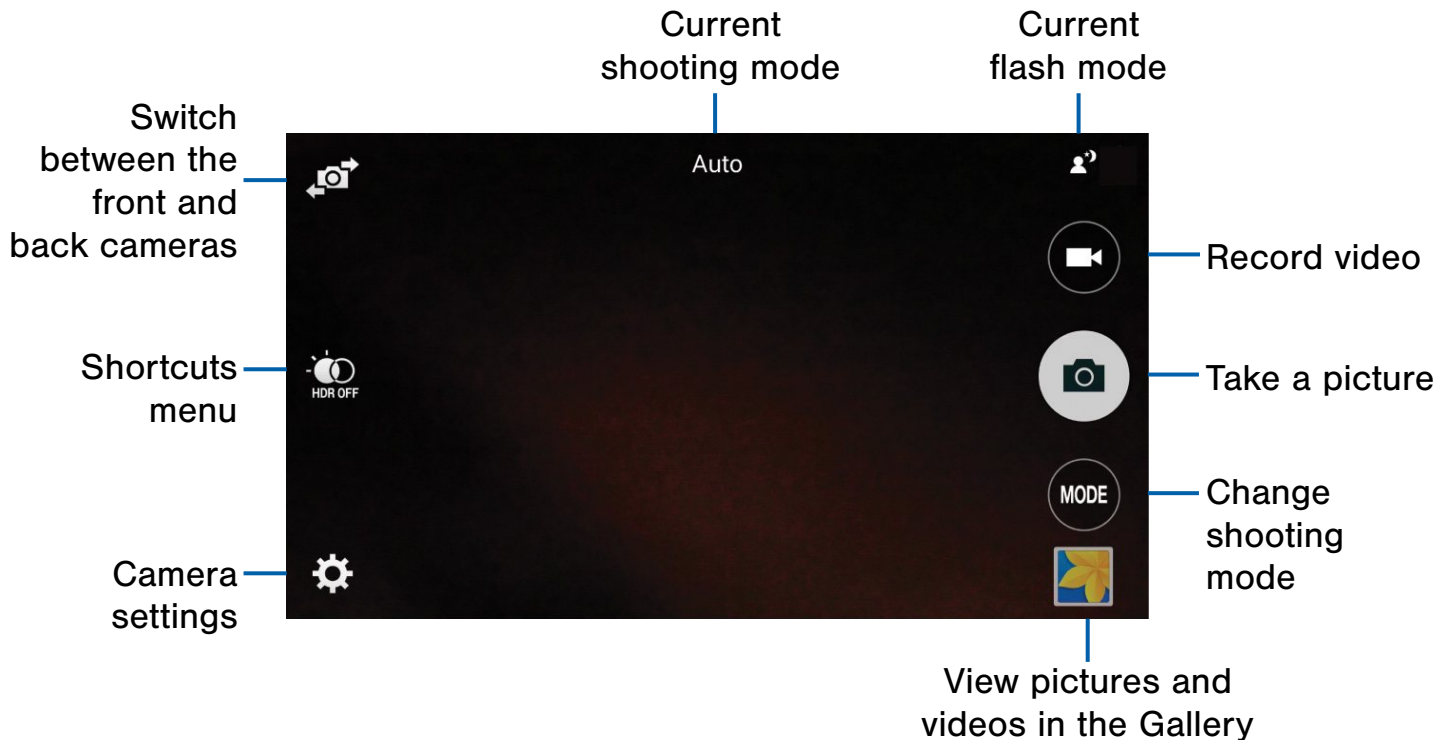 Current
shooting mode
Current
flash mode
Switch
between the
front and
back cameras
Auto
Record video
Shortcuts
menu
HDR OFF
Take a picture
MODE
Change
shooting
mode
Camera
settings
View pictures and
videos in the Gallery